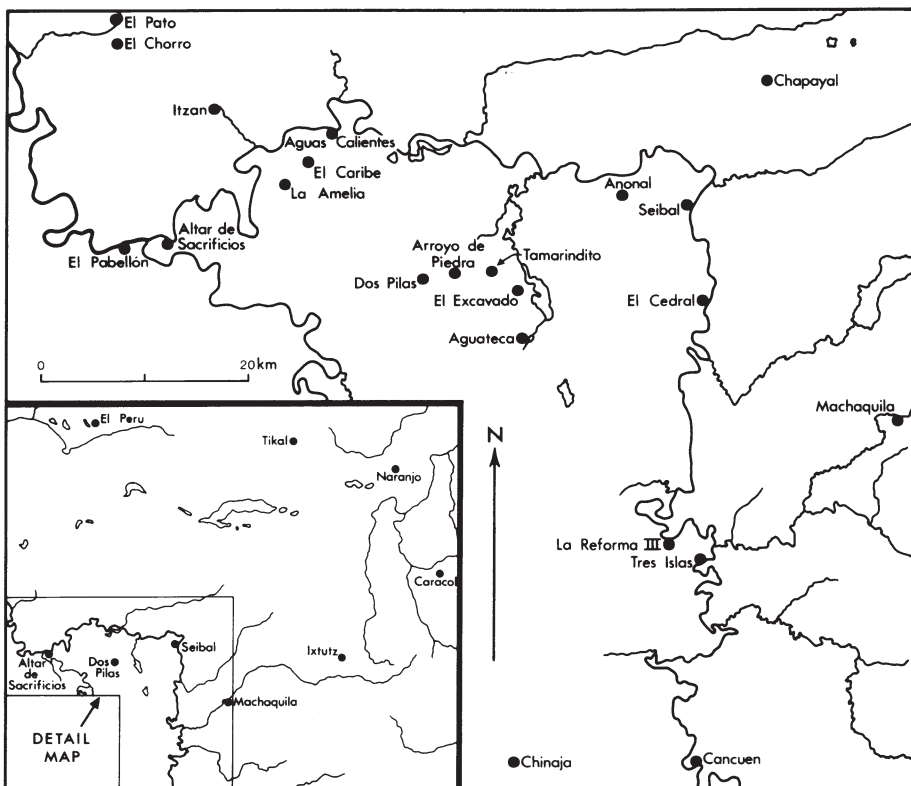 El Pato
El Chorro
Chapayal
Itzan
Aguas Calientes
El Caribe
La Amelia
Anonal
Seibal
Altar de
Sacrificios
El Pabellón
Arroyo de
Piedra
Tamarindito
Dos Pilas
El Excavado
El Cedral
Aguateca
0 20 km
Machaquila
N
La Reforma III
Tres Islas
Chinaja
Cancuen
El Peru
Tikal
Naranjo
Caracol
Seibal
Ixtutz
Altar
de
Sacrificios
Dos
Pilas
Machaquila
DETAIL
MAP